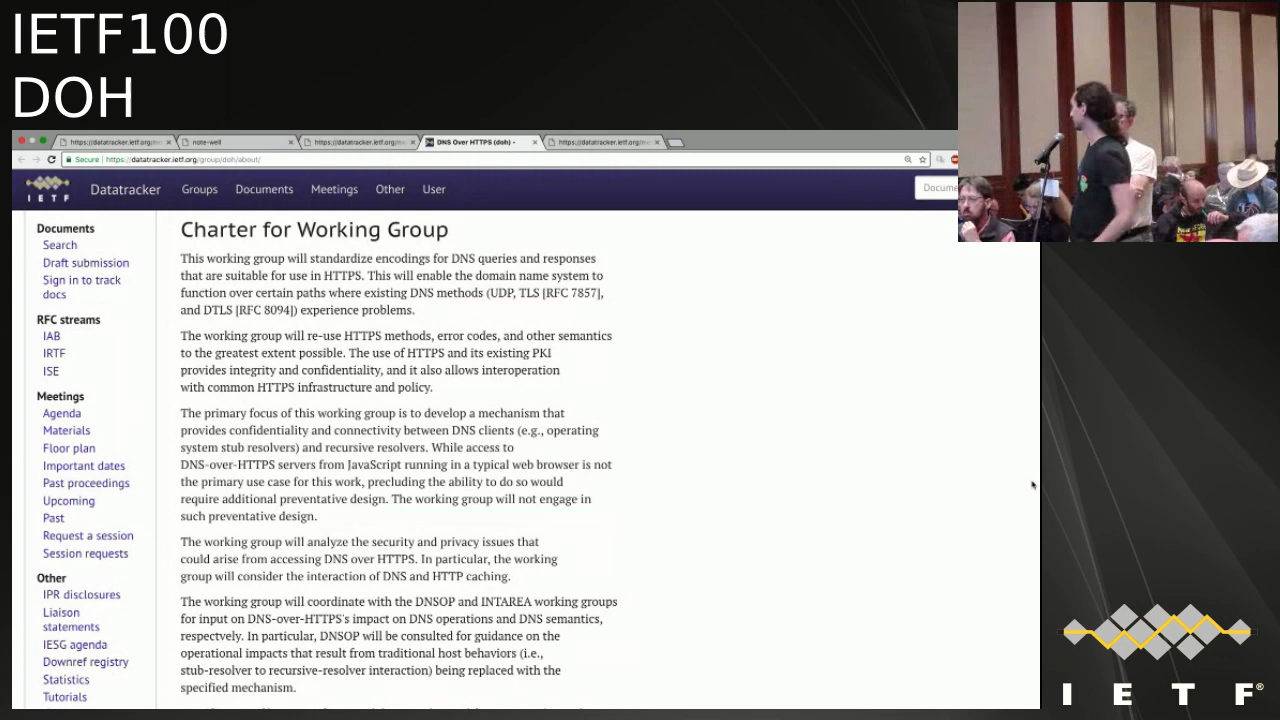 IETF100
DOH
https://datatracker.ietf.org/me
note-well
https://datatracker.ietf.org/me
DNS Over HTTPS (doh) -
https://datatracker.ietf.org/me
Secure | https://datatracker.ietf.org/group/doh/about/
I E T F
Datatracker
Groups
Documents
Meetings
Other
User
Docume
Documents
Search
Draft submission
Sign in to track
docs
RFC streams
IAB
IRTF
ISE
Meetings
Agenda
Materials
Floor plan
Important dates
Past proceedings
Upcoming
Past
Request a session
Session requests
Other
IPR disclosures
Liaison
statements
IESG agenda
Downref registry
Statistics
Tutorials
Charter for Working Group
This working group will standardize encodings for DNS queries and responses
that are suitable for use in HTTPS. This will enable the domain name system to
function over certain paths where existing DNS methods (UDP, TLS [RFC 7857],
and DTLS [RFC 8094]) experience problems.
The working group will re-use HTTPS methods, error codes, and other semantics
to the greatest extent possible. The use of HTTPS and its existing PKI
provides integrity and confidentiality, and it also allows interoperation
with common HTTPS infrastructure and policy.
The primary focus of this working group is to develop a mechanism that
provides confidentiality and connectivity between DNS clients (e.g., operating
system stub resolvers) and recursive resolvers. While access to
DNS-over-HTTPS servers from JavaScript running in a typical web browser is not
the primary use case for this work, precluding the ability to do so would
require additional preventative design. The working group will not engage in
such preventative design.
The working group will analyze the security and privacy issues that
could arise from accessing DNS over HTTPS. In particular, the working
group will consider the interaction of DNS and HTTP caching.
The working group will coordinate with the DNSOP and INTAREA working groups
for input on DNS-over-HTTPS's impact on DNS operations and DNS semantics,
respectvely. In particular, DNSOP will be consulted for guidance on the
operational impacts that result from traditional host behaviors (i.e.,
stub-resolver to recursive-resolver interaction) being replaced with the
specified mechanism.
I E T F®